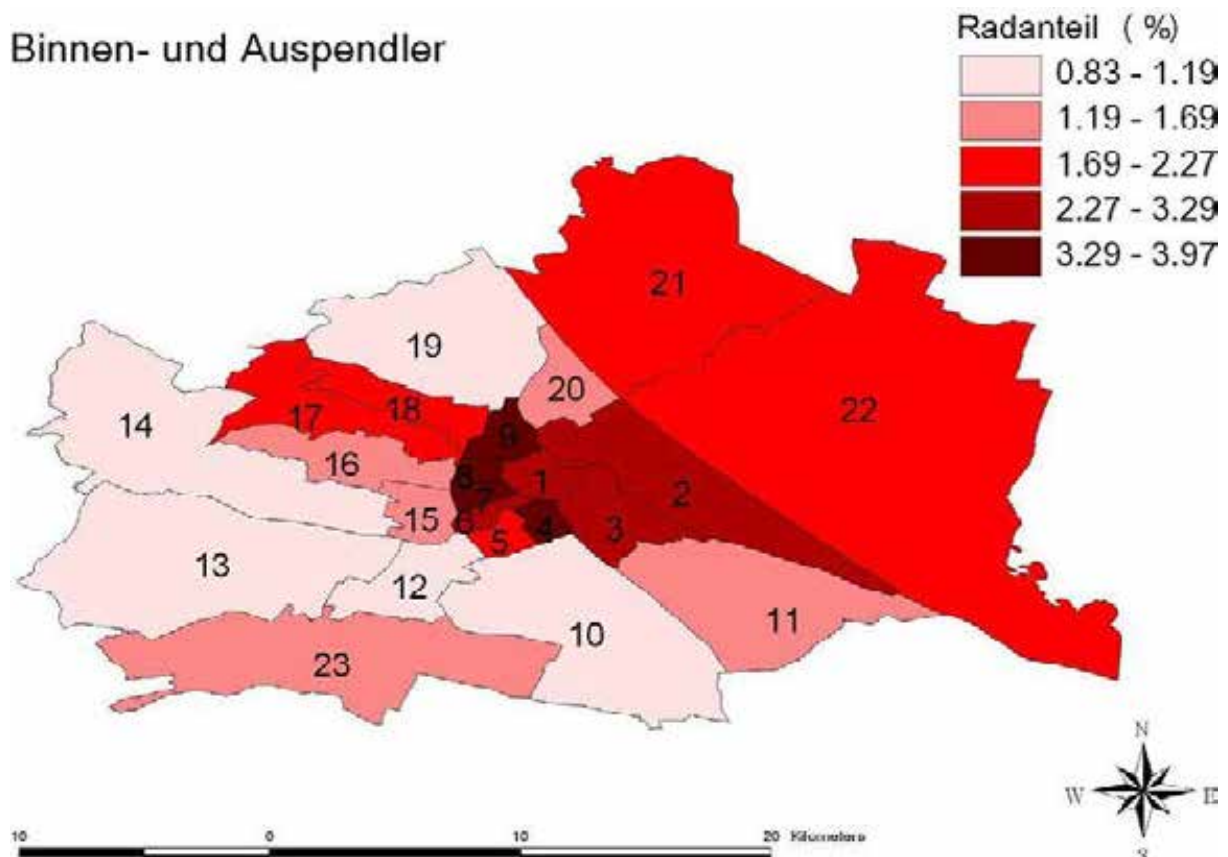 Binnen- und Auspendler
Radanteil (%)
0.83 - 1.19
1.19 - 1.69
1.69 - 2.27
2.27 - 3.29
3.29 - 3.97
21
19
20
22
14
17
18
9
16
8
1
7
2
15
6
5
4
3
13
12
10
11
23
N
W
E
S
10
0
10
20 Kilometers